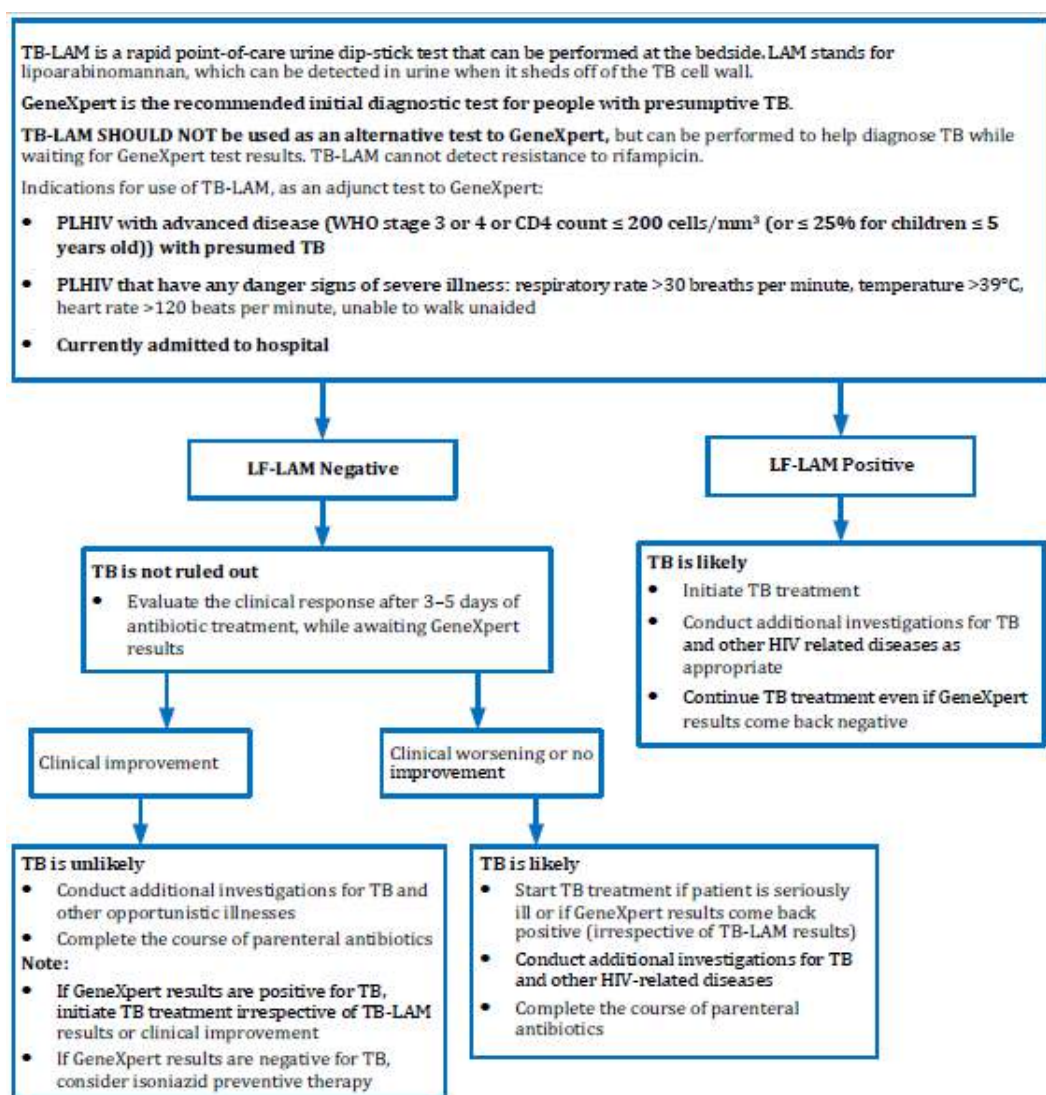 TB-LAM is a rapid point-of-care urine dip-stick test that can be performed at the bedside. LAM stands for
lipoarabinomannan, which can be detected in urine when it sheds off of the TB cell wall.
GeneXpert is the recommended initial diagnostic test for people with presumptive TB.
TB-LAM SHOULD NOT be used as an alternative test to GeneXpert, but can be performed to help diagnose TB while
waiting for GeneXpert test results. TB-LAM cannot detect resistance to rifampicin.
Indications for use of TB-LAM, as an adjunct test to GeneXpert:
• PLHIV with advanced disease (WHO stage 3 or 4 or CD4 count ≤ 200 cells/mm³ (or ≤ 25% for children ≤ 5
years old)) with presumed TB
• PLHIV that have any danger signs of severe illness: respiratory rate >30 breaths per minute, temperature >39°C,
heart rate >120 beats per minute, unable to walk unaided
• Currently admitted to hospital
LF-LAM Negative
LF-LAM Positive
TB is not ruled out
• Evaluate the clinical response after 3–5 days of
antibiotic treatment, while awaiting GeneXpert
results
TB is likely
• Initiate TB treatment
• Conduct additional investigations for TB
and other HIV related diseases as
appropriate
• Continue TB treatment even if GeneXpert
results come back negative
Clinical improvement
Clinical worsening or no
improvement
TB is unlikely
• Conduct additional investigations for TB and
other opportunistic illnesses
• Complete the course of parenteral antibiotics
Note:
• If GeneXpert results are positive for TB,
initiate TB treatment irrespective of TB-LAM
results or clinical improvement
• If GeneXpert results are negative for TB,
consider isoniazid preventive therapy
TB is likely
• Start TB treatment if patient is seriously
ill or if GeneXpert results come back
positive (irrespective of TB-LAM results)
• Conduct additional investigations for TB
and other HIV-related diseases
• Complete the course of parenteral
antibiotics